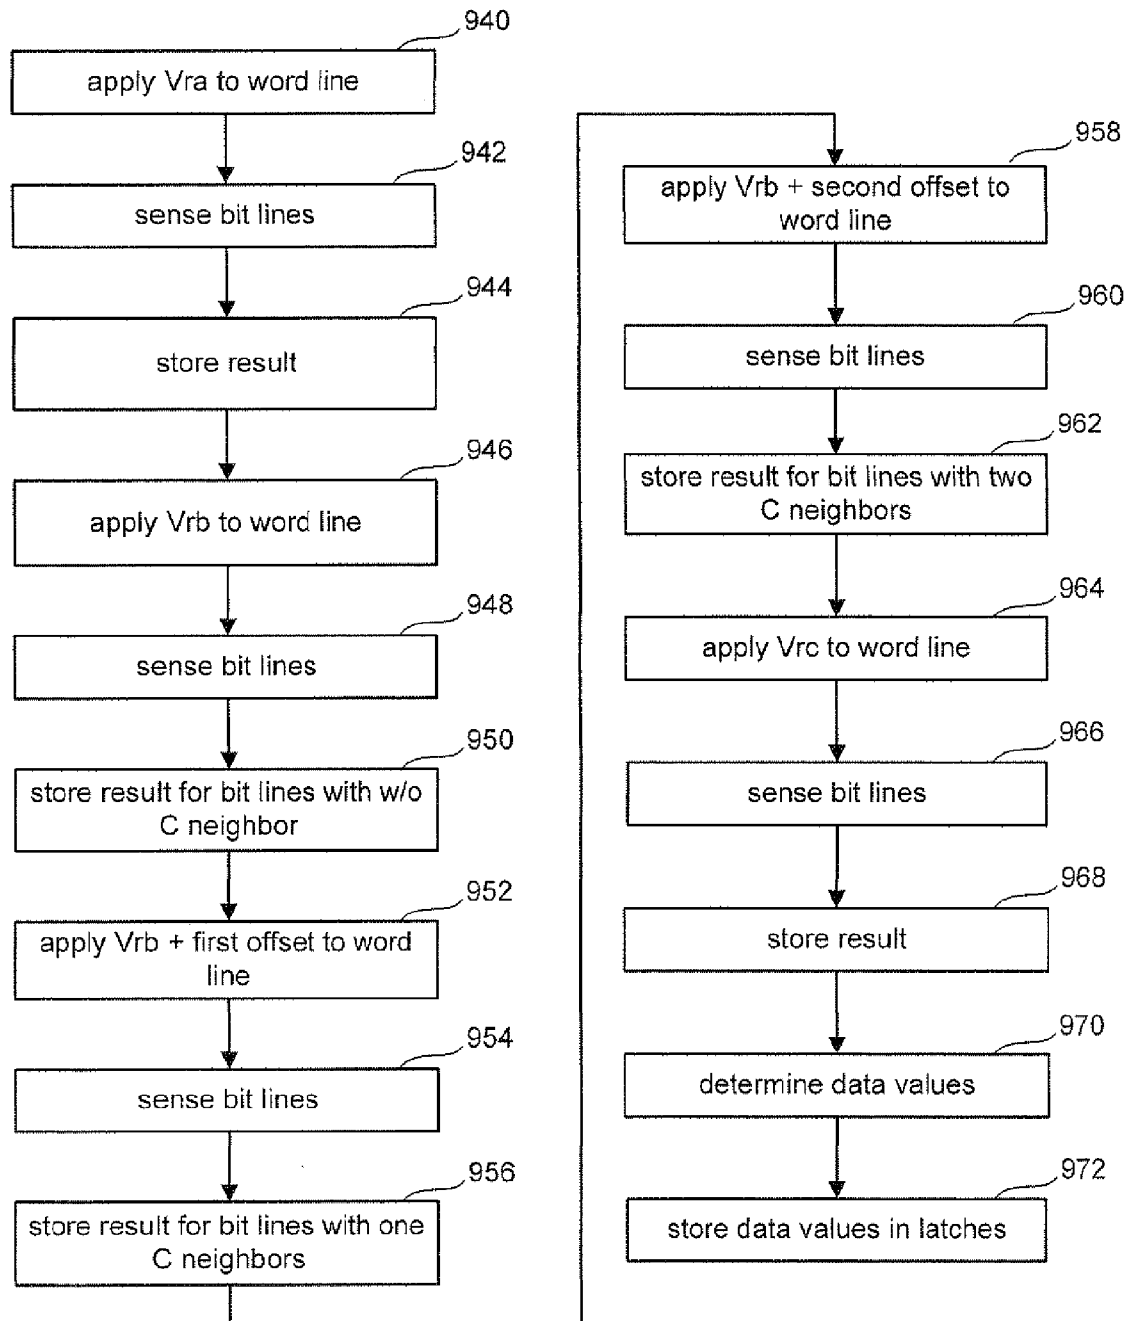 940
apply Vra to word line
942
sense bit lines
944
store result
946
apply Vrb to word line
948
sense bit lines
950
store result for bit lines with w/o
C neighbor
952
apply Vrb + first offset to word
line
954
sense bit lines
956
store result for bit lines with one
C neighbors
958
apply Vrb + second offset to
word line
960
sense bit lines
962
store result for bit lines with two
C neighbors
964
apply Vrc to word line
966
sense bit lines
968
store result
970
determine data values
972
store data values in latches